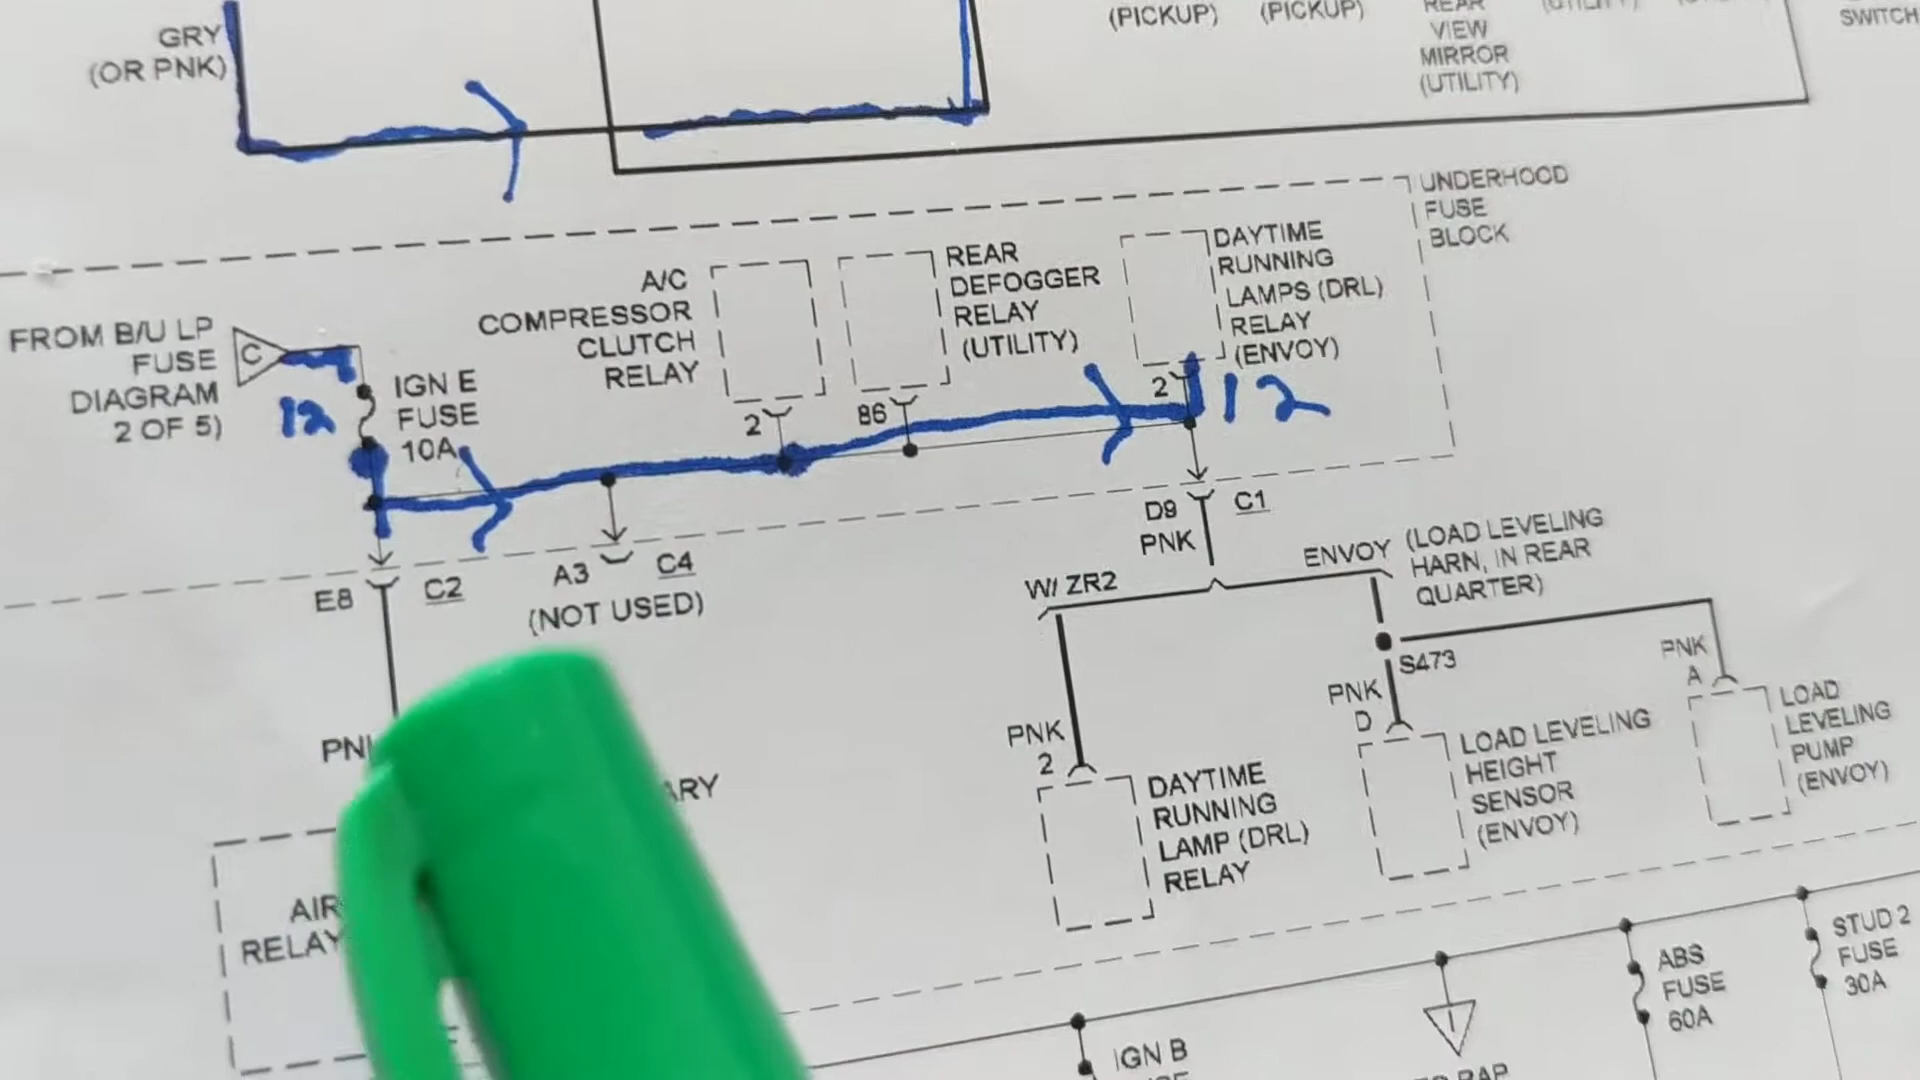 GRY
(OR PNK)
(PICKUP)
(PICKUP)
REAR
VIEW
MIRROR
(UTILITY)
SWITCH
UNDERHOOD
FUSE
BLOCK
FROM B/U LP
FUSE
DIAGRAM
2 OF 5)
C
12
IGN E
FUSE
10A
A/C
COMPRESSOR
CLUTCH
RELAY
2
REAR
DEFOGGER
RELAY
(UTILITY)
86
DAYTIME
RUNNING
LAMPS (DRL)
RELAY
(ENVOY)
2
12
E8
C2
A3
C4
(NOT USED)
D9
C1
PNK
W/ ZR2
ENVOY
(LOAD LEVELING
HARN, IN REAR
QUARTER)
S473
PNK
2
DAYTIME
RUNNING
LAMP (DRL)
RELAY
PNK
D
LOAD LEVELING
HEIGHT
SENSOR
(ENVOY)
PNK
A
LOAD
LEVELING
PUMP
(ENVOY)
AIR
RELAY
IGN B
I
ABS
FUSE
60A
STUD 2
FUSE
30A